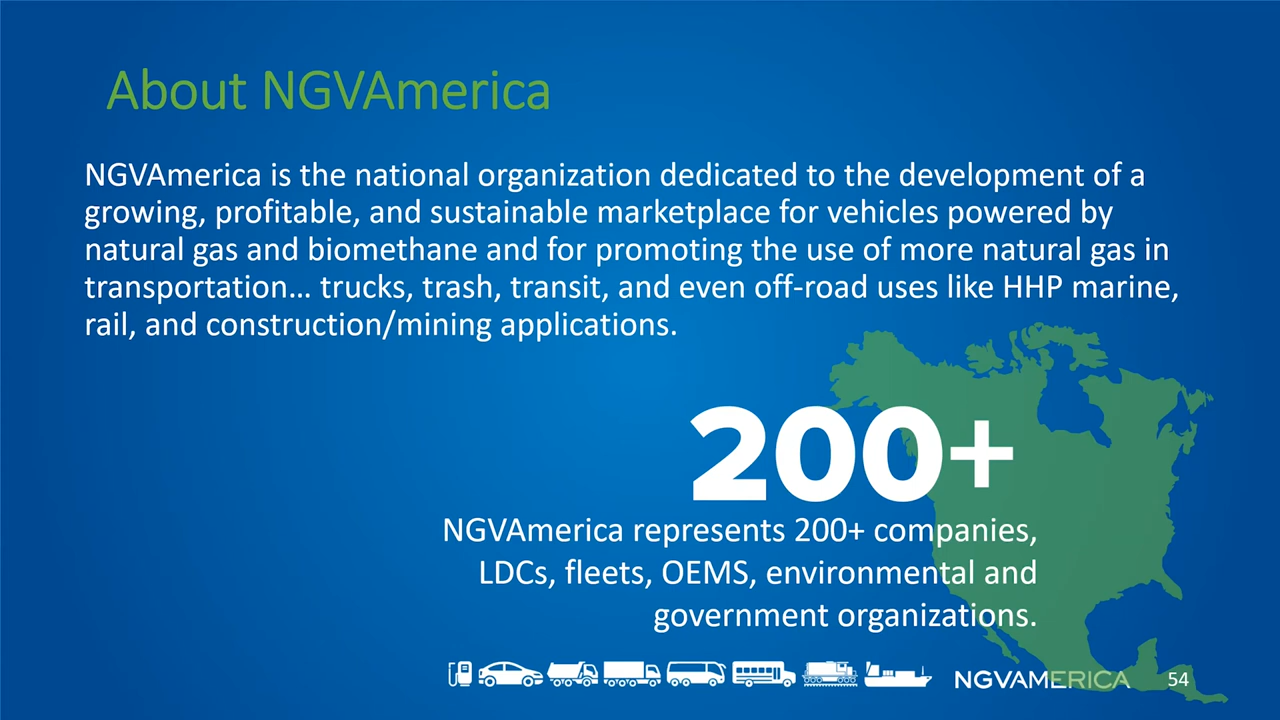 About NGVAmerica
NGVAmerica is the national organization dedicated to the development of a
growing, profitable, and sustainable marketplace for vehicles powered by
natural gas and biomethane and for promoting the use of more natural gas in
transportation… trucks, trash, transit, and even off-road uses like HHP marine,
rail, and construction/mining applications.
200+
NGVAmerica represents 200+ companies,
LDCs, fleets, OEMS, environmental and
government organizations.
NGVAMERICA
54